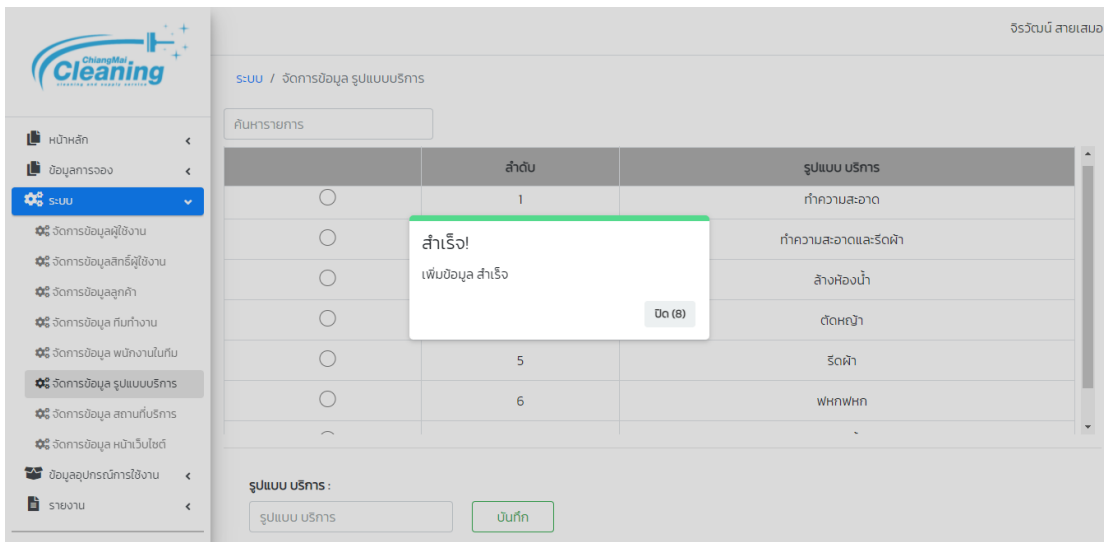 จิรวัฒน์ สายเสมอ
ChiangMai
Cleaning
cleaning and supply service
ระบบ / จัดการข้อมูล รูปแบบบริการ
ค้นหารายการ
หน้าหลัก
ข้อมูลการจอง
ระบบ
จัดการข้อมูลผู้ใช้งาน
จัดการข้อมูลสิทธิ์ผู้ใช้งาน
จัดการข้อมูลลูกค้า
จัดการข้อมูล ทีมทำงาน
จัดการข้อมูล พนักงานในทีม
จัดการข้อมูล รูปแบบบริการ
จัดการข้อมูล สถานที่บริการ
จัดการข้อมูล หน้าเว็บไซต์
ข้อมูลอุปกรณ์การใช้งาน
รายงาน
ลำดับ รูปแบบ บริการ
1 ทำความสะอาด
ทำความสะอาดและรีดผ้า
ล้างห้องน้ำ
ตัดหญ้า
5 รีดผ้า
6 ฟหกฟหก
สำเร็จ!
เพิ่มข้อมูล สำเร็จ
ปิด (8)
รูปแบบ บริการ :
รูปแบบ บริการ บันทึก